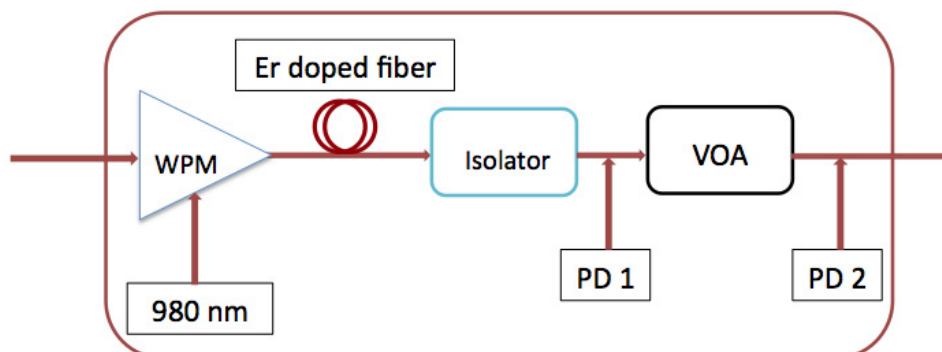 Er doped fiber
WPM
Isolator
VOA
980 nm
PD 1
PD 2